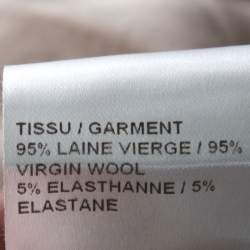 TISSU / GARMENT
95% LAINE VIERGE / 95%
VIRGIN WOOL
5% ELASTHANNE / 5%
ELASTANE